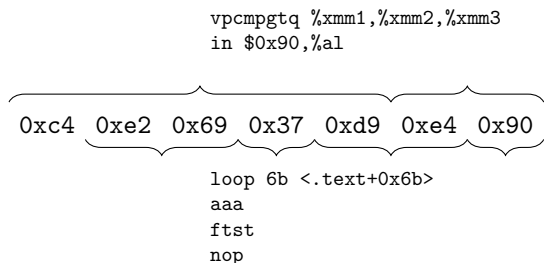 vpcmpgtq %xmm1,%xmm2,%xmm3
in $0x90,%al
0xc4 0xe2 0x69 0x37 0xd9 0xe4 0x90
loop 6b <.text+0x6b>
aaa
ftst
nop